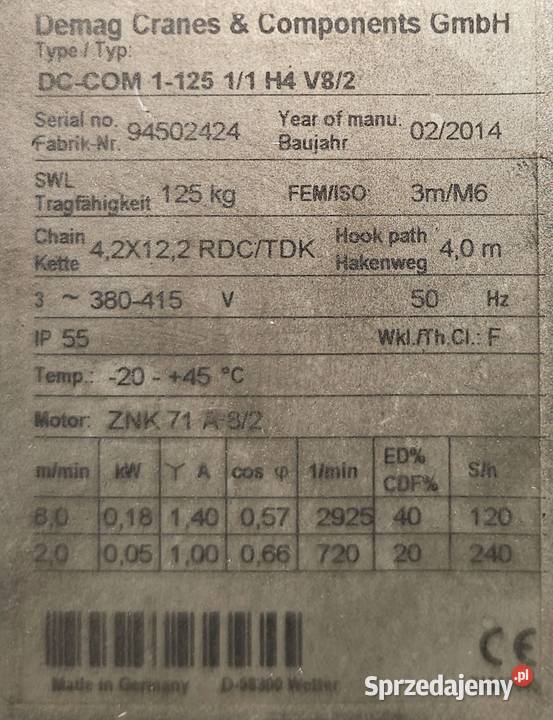 Demag Cranes & Components GmbH
Type / Typ:
DC-COM 1-125 1/1 H4 V8/2
Serial no. 94502424 Year of manu. 02/2014
Fabrik-Nr. Baujahr
SWL 125 kg FEM/ISO 3m/M6
Tragfähigkeit
Chain 4,2X12,2 RDC/TDK Hook path 4,0 m
Kette Hakenweg
3 ~ 380-415 V 50 Hz
IP 55 Wkl./Th.Cl.: F
Temp.: -20 - +45 °C
Motor: ZNK 71 A 8/2
m/min kW Y A cos φ 1/min ED% CDF% S/h
8,0 0,18 1,40 0,57 2925 40 120
2,0 0,05 1,00 0,66 720 20 240
CE
Made in Germany D-58300 Wetter
Sprzedajemy.pl